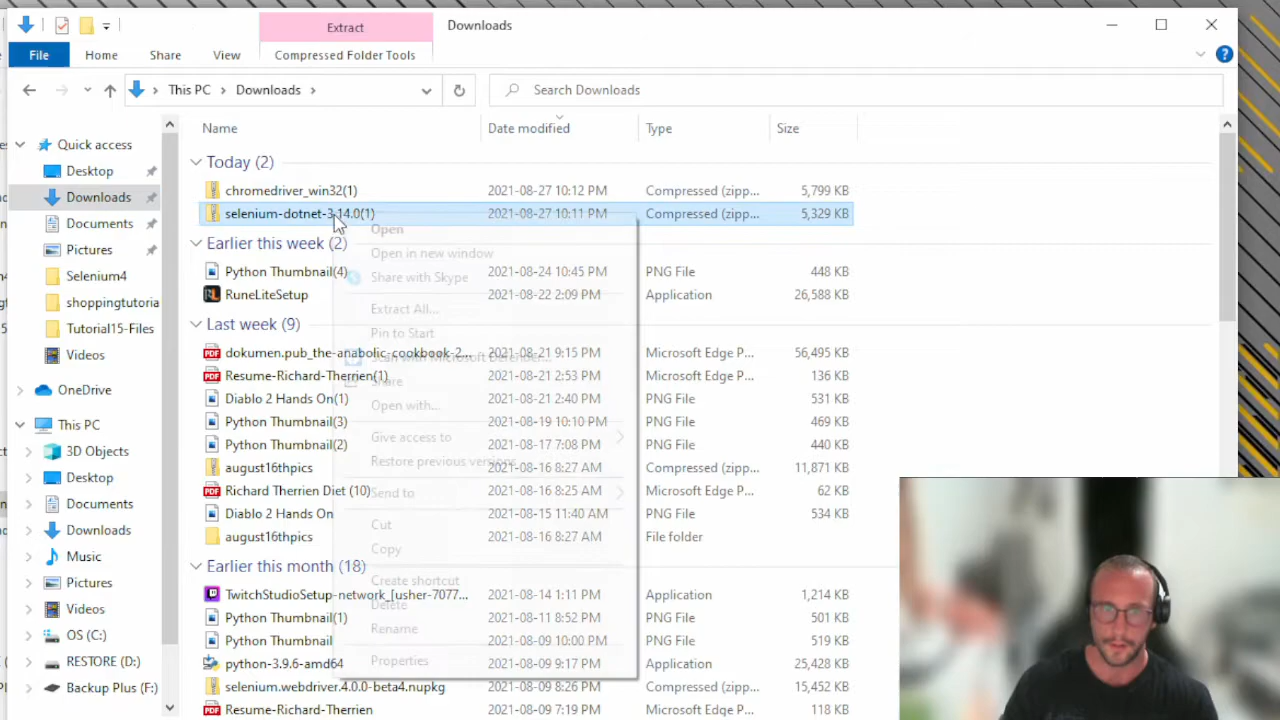 Extract
Downloads
File
Home
Share
View
Compressed Folder Tools
This PC
Downloads
Search Downloads
Name
Date modified
Type
Size
Quick access
Desktop
Downloads
Documents
Pictures
Selenium4
shoppingtutoria
Tutorial15-Files
Videos
OneDrive
This PC
3D Objects
Desktop
Documents
Downloads
Music
Pictures
Videos
OS (C:)
RESTORE (D:)
Backup Plus (F:)
Today (2)
chromedriver_win32(1) 2021-08-27 10:12 PM Compressed (zipp... 5,799 KB
selenium-dotnet-3.14.0(1) 2021-08-27 10:11 PM Compressed (zipp... 5,329 KB
Earlier this week (2)
Python Thumbnail(4) 2021-08-24 10:45 PM PNG File 448 KB
RuneLiteSetup 2021-08-22 2:09 PM Application 26,588 KB
Last week (9)
dokumen.pub_the-anabolic-cookbook-2... 2021-08-21 9:15 PM Microsoft Edge P... 56,495 KB
Resume-Richard-Therrien(1) 2021-08-21 2:53 PM Microsoft Edge P... 136 KB
Diablo 2 Hands On(1) 2021-08-21 2:40 PM PNG File 531 KB
Python Thumbnail(3) 2021-08-19 10:10 PM PNG File 469 KB
Python Thumbnail(2) 2021-08-17 7:08 PM PNG File 440 KB
august16thpics 2021-08-16 8:27 AM Compressed (zipp... 11,871 KB
Richard Therrien Diet (10) 2021-08-16 8:25 AM Microsoft Edge P... 62 KB
Diablo 2 Hands On 2021-08-15 11:40 AM PNG File 534 KB
august16thpics 2021-08-16 8:27 AM File folder
Earlier this month (18)
TwitchStudioSetup-network_[usher-7077... 2021-08-14 1:11 PM Application 1,214 KB
Python Thumbnail(1) 2021-08-11 8:52 PM PNG File 501 KB
Python Thumbnail 2021-08-09 10:00 PM PNG File 519 KB
python-3.9.6-amd64 2021-08-09 9:17 PM Application 25,428 KB
selenium.webdriver.4.0.0-beta4.nupkg 2021-08-09 8:26 PM Compressed (zipp... 15,452 KB
Resume-Richard-Therrien 2021-08-09 7:19 PM Microsoft Edge P... 118 KB
Open
Open in new window
Share with Skype
Extract All...
Pin to Start
Scan with Microsoft Defender...
Share
Open with...
Give access to
Restore previous versions
Send to
Cut
Copy
Create shortcut
Delete
Rename
Properties